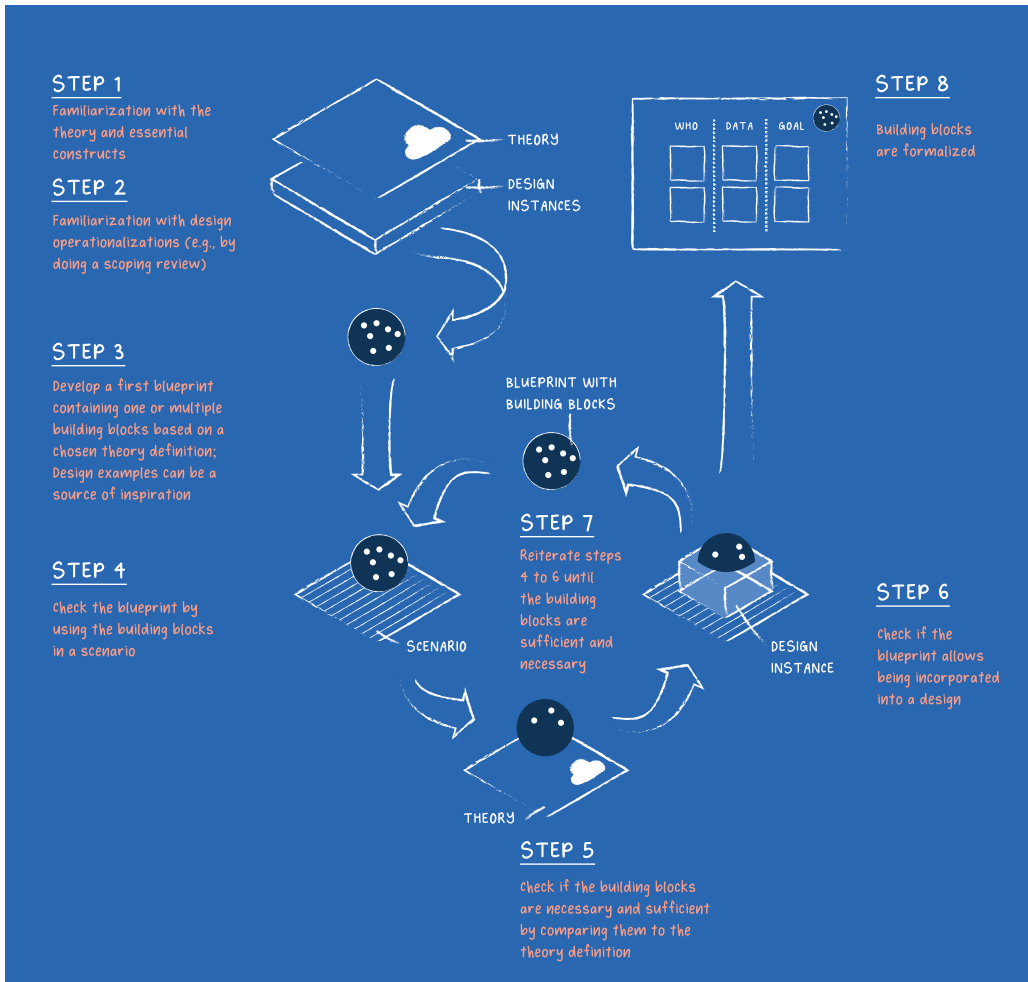 STEP 1
Familiarization with the
theory and essential
constructs
STEP 2
Familiarization with design
operationalizations (e.g., by
doing a scoping review)
THEORY
DESIGN
INSTANCES
WHO
DATA
GOAL
STEP 8
Building blocks
are formalized
STEP 3
Develop a first blueprint
containing one or multiple
building blocks based on a
chosen theory definition;
Design examples can be a
source of inspiration
BLUEPRINT WITH
BUILDING BLOCKS
STEP 4
Check the blueprint by
using the building blocks
in a scenario
SCENARIO
STEP 7
Reiterate steps
4 to 6 until
the building
blocks are
sufficient and
necessary
DESIGN
INSTANCE
STEP 6
Check if the
blueprint allows
being incorporated
into a design
THEORY
STEP 5
Check if the building blocks
are necessary and sufficient
by comparing them to the
theory definition